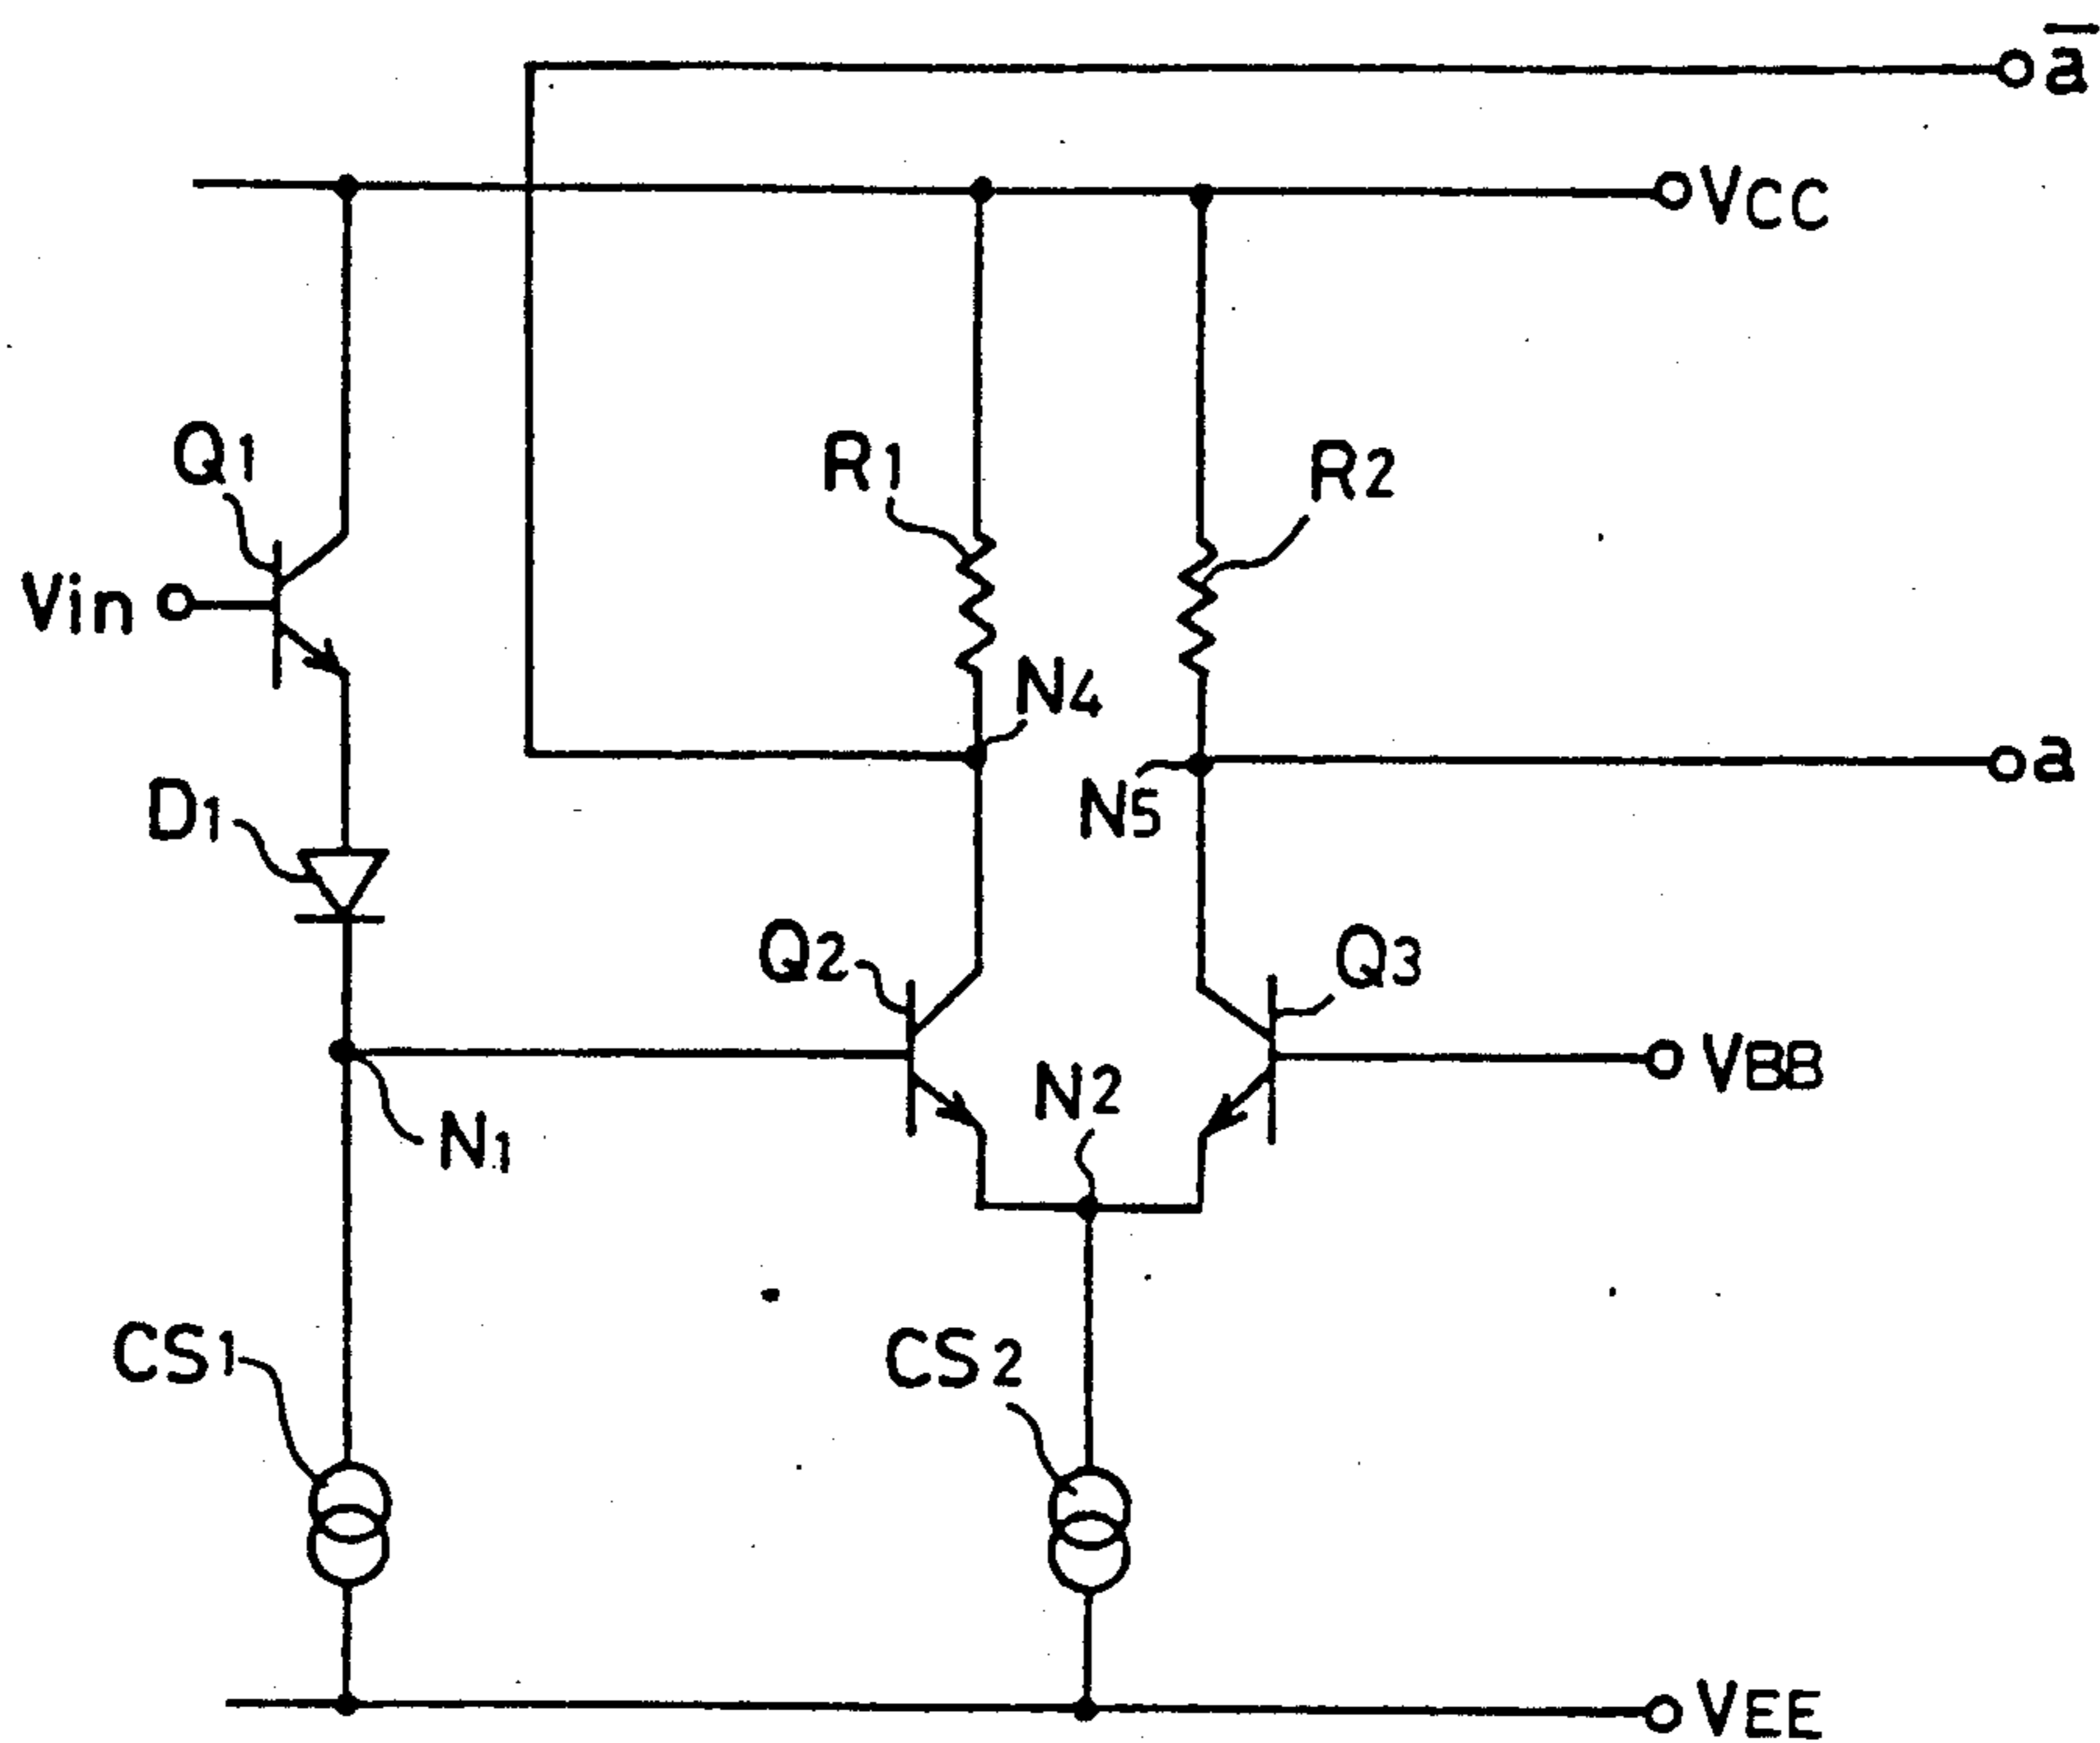 a̅
VCC
Q1
R1
R2
Vin
N4
a
D1
N5
Q2
Q3
N2
VBB
N1
CS1
CS2
VEE